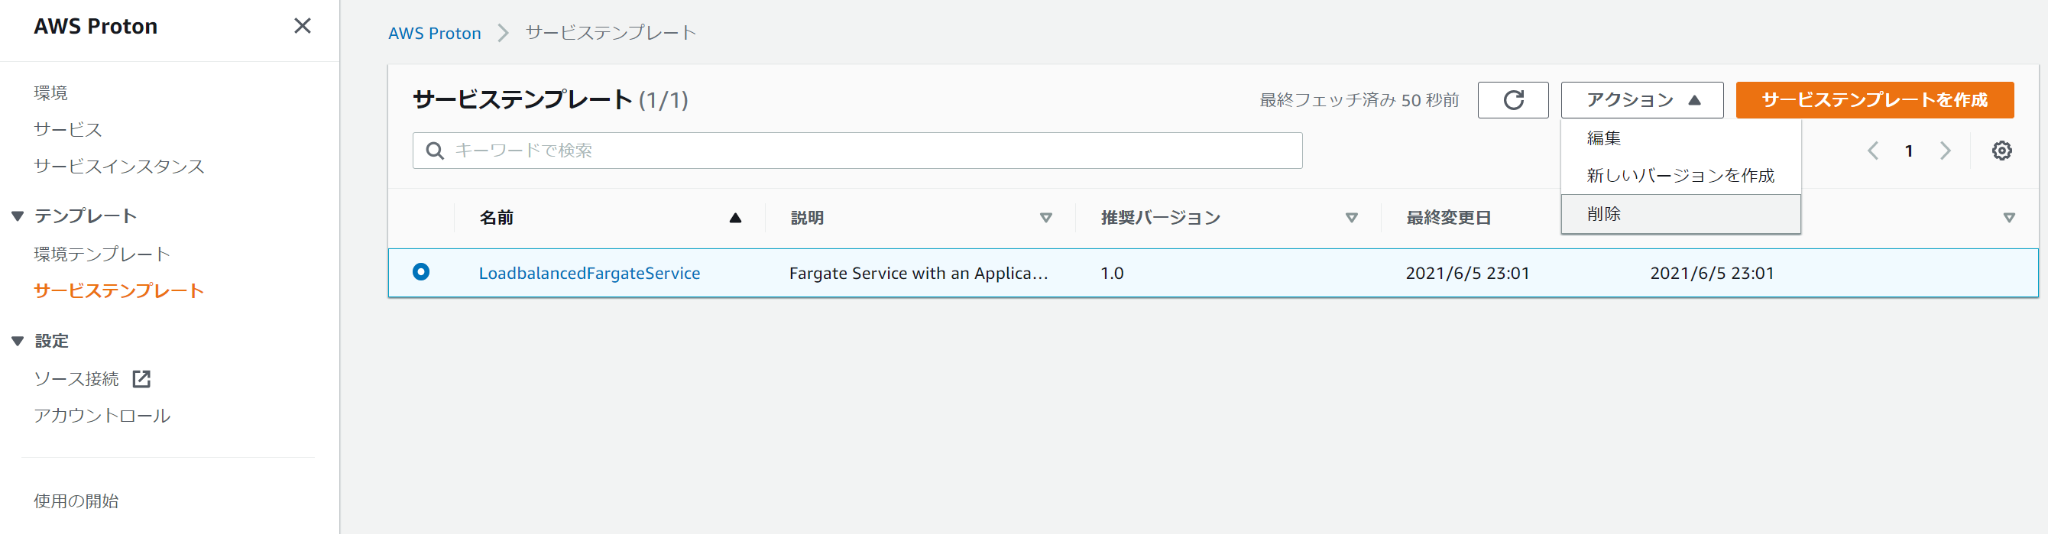 AWS Proton
環境
サービス
サービスインスタンス
テンプレート
環境テンプレート
サービステンプレート
設定
ソース接続
アカウントロール
使用の開始
AWS Proton サービステンプレート
サービステンプレート (1/1)
最終フェッチ済み 50 秒前
アクション
サービステンプレートを作成
キーワードで検索
編集
新しいバージョンを作成
削除
1
名前 説明 推奨バージョン 最終変更日
LoadbalancedFargateService Fargate Service with an Applica... 1.0 2021/6/5 23:01 2021/6/5 23:01